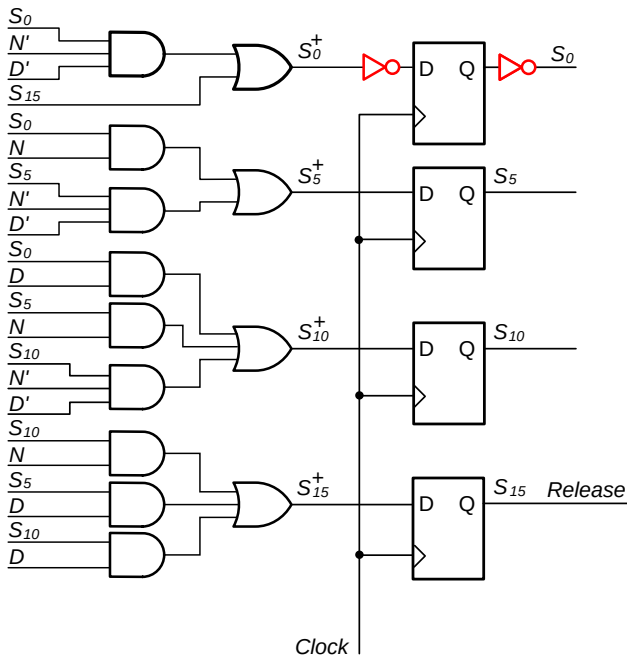 S0
N'
D'
S15
S0+
D Q
S0
S0
N
S5
N'
D'
S5+
D Q
S5
S0
D
S5
N
S10
N'
D'
S10+
D Q
S10
S10
N
S5
D
S10
D
S15+
D Q
S15 Release
Clock